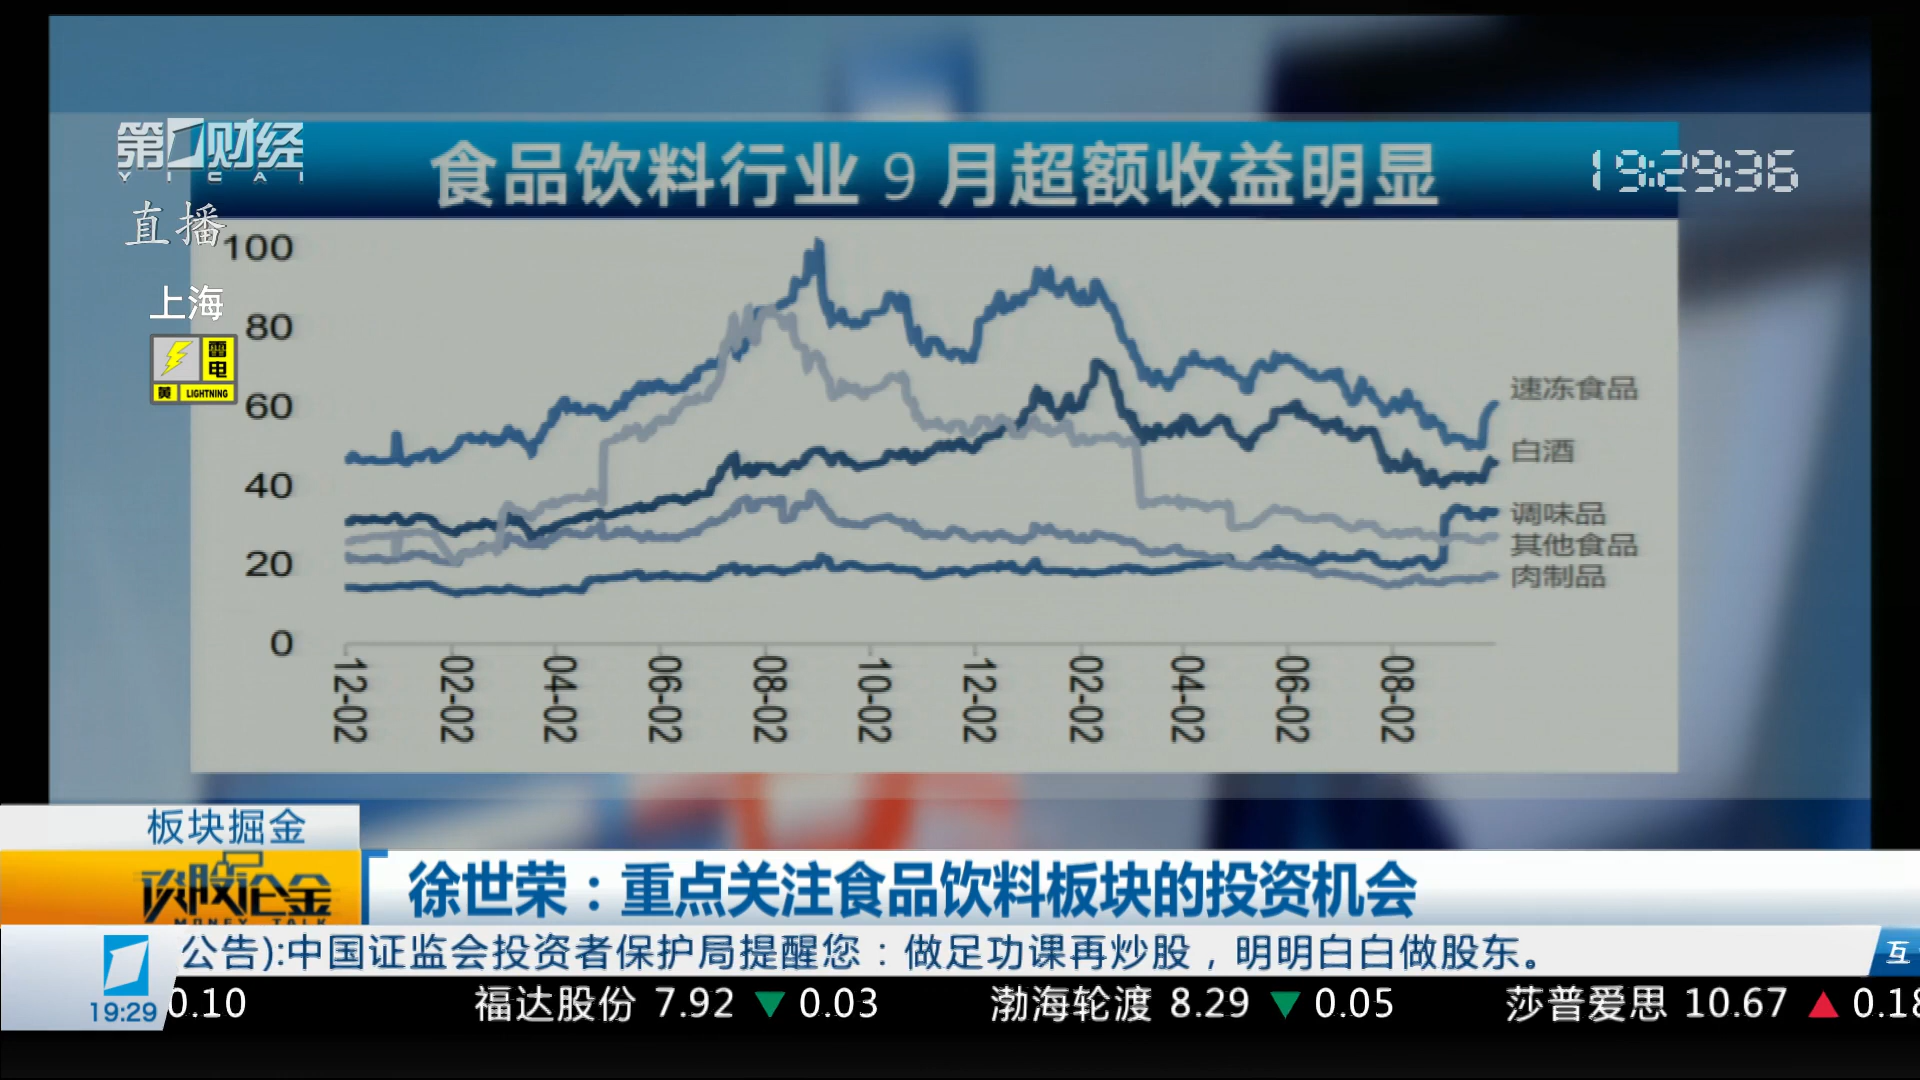 第1财经
YICAI
直播
上海
雷电
黄 LIGHTNING
食品饮料行业 9 月超额收益明显
19:29:36
100
80
60
40
20
0
速冻食品
白酒
调味品
其他食品
肉制品
12-02
02-02
04-02
06-02
08-02
10-02
12-02
02-02
04-02
06-02
08-02
板块掘金
谈股论金
MONEY TALK
徐世荣：重点关注食品饮料板块的投资机会
公告):中国证监会投资者保护局提醒您：做足功课再炒股，明明白白做股东。
互
19:29
0.10 福达股份 7.92 ▼ 0.03 渤海轮渡 8.29 ▼ 0.05 莎普爱思 10.67 ▲ 0.18